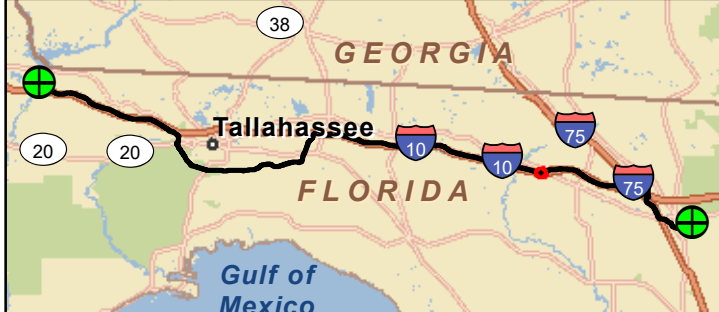 38
GEORGIA
20
20
Tallahassee
10
10
75
75
FLORIDA
Gulf of
Mexico